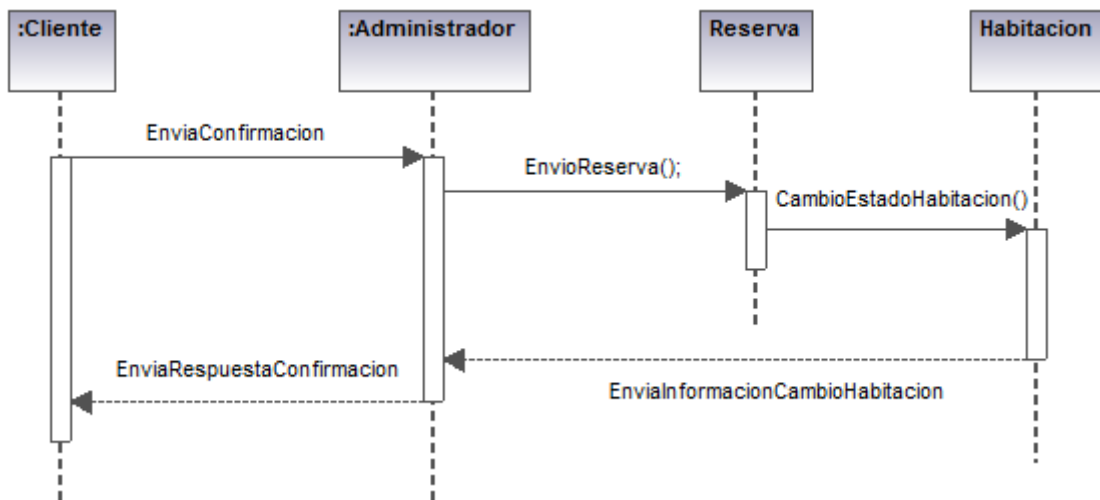 :Cliente
:Administrador
Reserva
Habitacion
EnviaConfirmacion
EnvioReserva();
CambioEstadoHabitacion()
EnviaRespuestaConfirmacion
EnviaInformacionCambioHabitacion